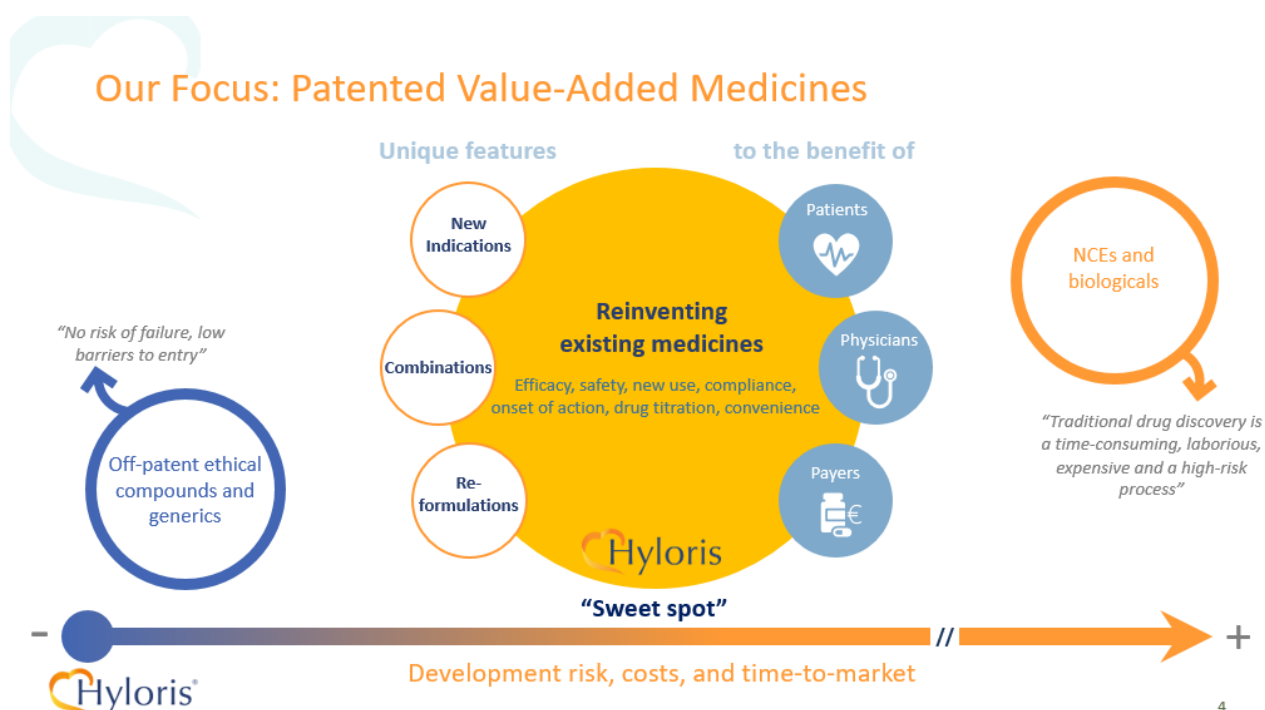 Our Focus: Patented Value-Added Medicines
Unique features
to the benefit of
New
Indications
Combinations
Re-
formulations
Reinventing
existing medicines
Efficacy, safety, new use, compliance,
onset of action, drug titration, convenience
Hyloris
Patients
Physicians
Payers
€
“No risk of failure, low
barriers to entry”
Off-patent ethical
compounds and
generics
NCEs and
biologicals
“Traditional drug discovery is
a time-consuming, laborious,
expensive and a high-risk
process”
“Sweet spot”
-
//
+
Development risk, costs, and time-to-market
Hyloris®
4